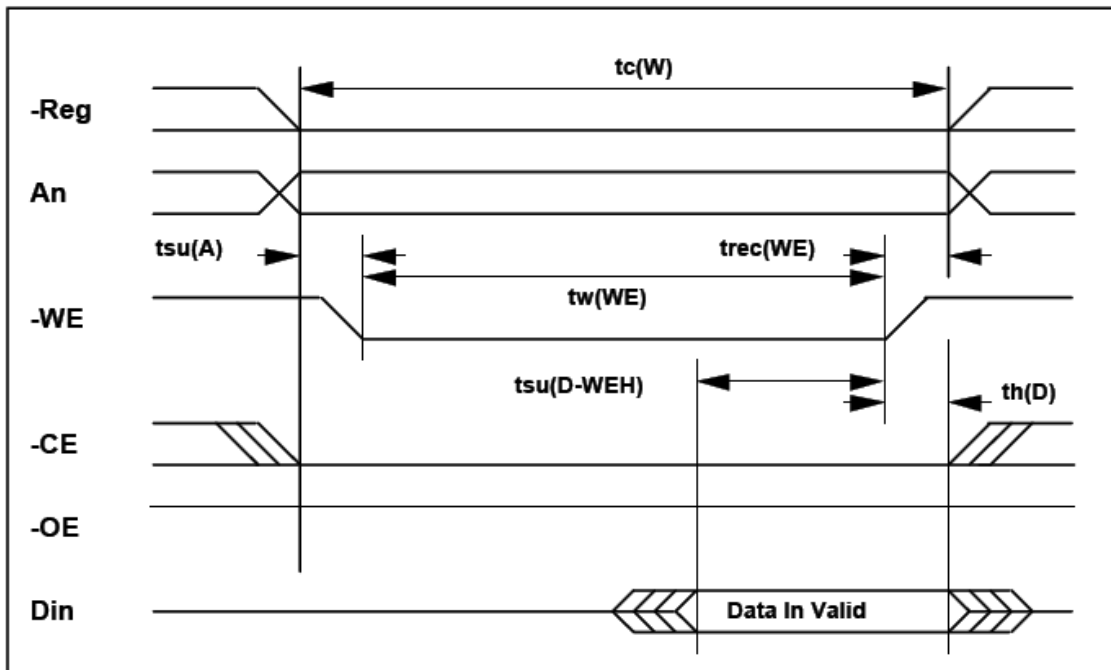 tc(W)
-Reg
An
tsu(A)
trec(WE)
tw(WE)
-WE
tsu(D-WEH)
th(D)
-CE
-OE
Din
Data In Valid